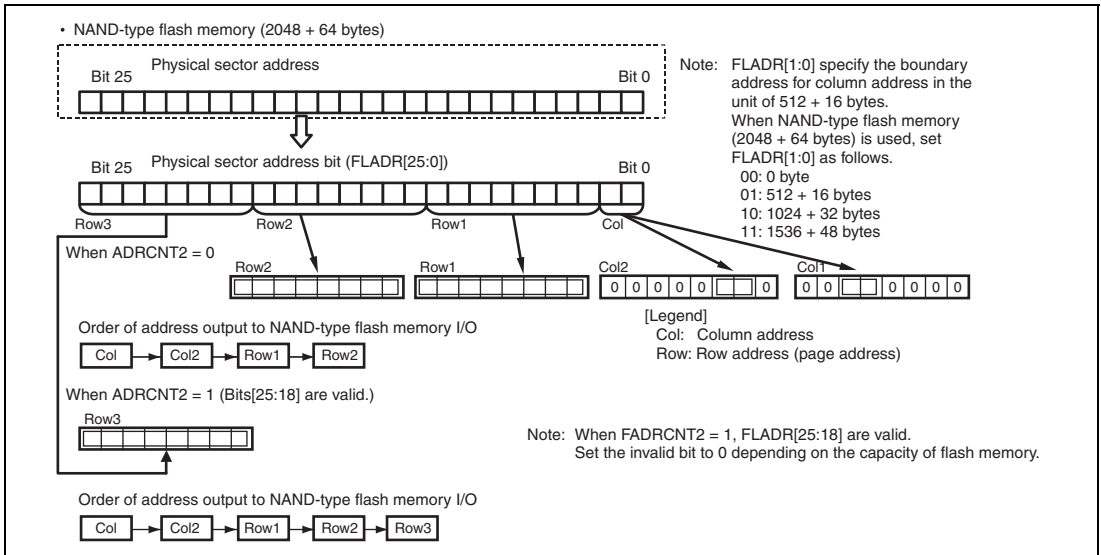 • NAND-type flash memory (2048 + 64 bytes)
Physical sector address
Bit 25
Bit 0
Note: FLADR[1:0] specify the boundary
address for column address in the
unit of 512 + 16 bytes.
When NAND-type flash memory
(2048 + 64 bytes) is used, set
FLADR[1:0] as follows.
00: 0 byte
01: 512 + 16 bytes
10: 1024 + 32 bytes
11: 1536 + 48 bytes
Physical sector address bit (FLADR[25:0])
Bit 25
Bit 0
Row3
Row2
Row1
Col
When ADRCNT2 = 0
Row2
Row1
Col2
Col1
0 0 0 0 0 0
0 0 0 0 0 0
[Legend]
Col: Column address
Row: Row address (page address)
Order of address output to NAND-type flash memory I/O
Col Col2 Row1 Row2
When ADRCNT2 = 1 (Bits[25:18] are valid.)
Row3
Note: When FADRCNT2 = 1, FLADR[25:18] are valid.
Set the invalid bit to 0 depending on the capacity of flash memory.
Order of address output to NAND-type flash memory I/O
Col Col2 Row1 Row2 Row3